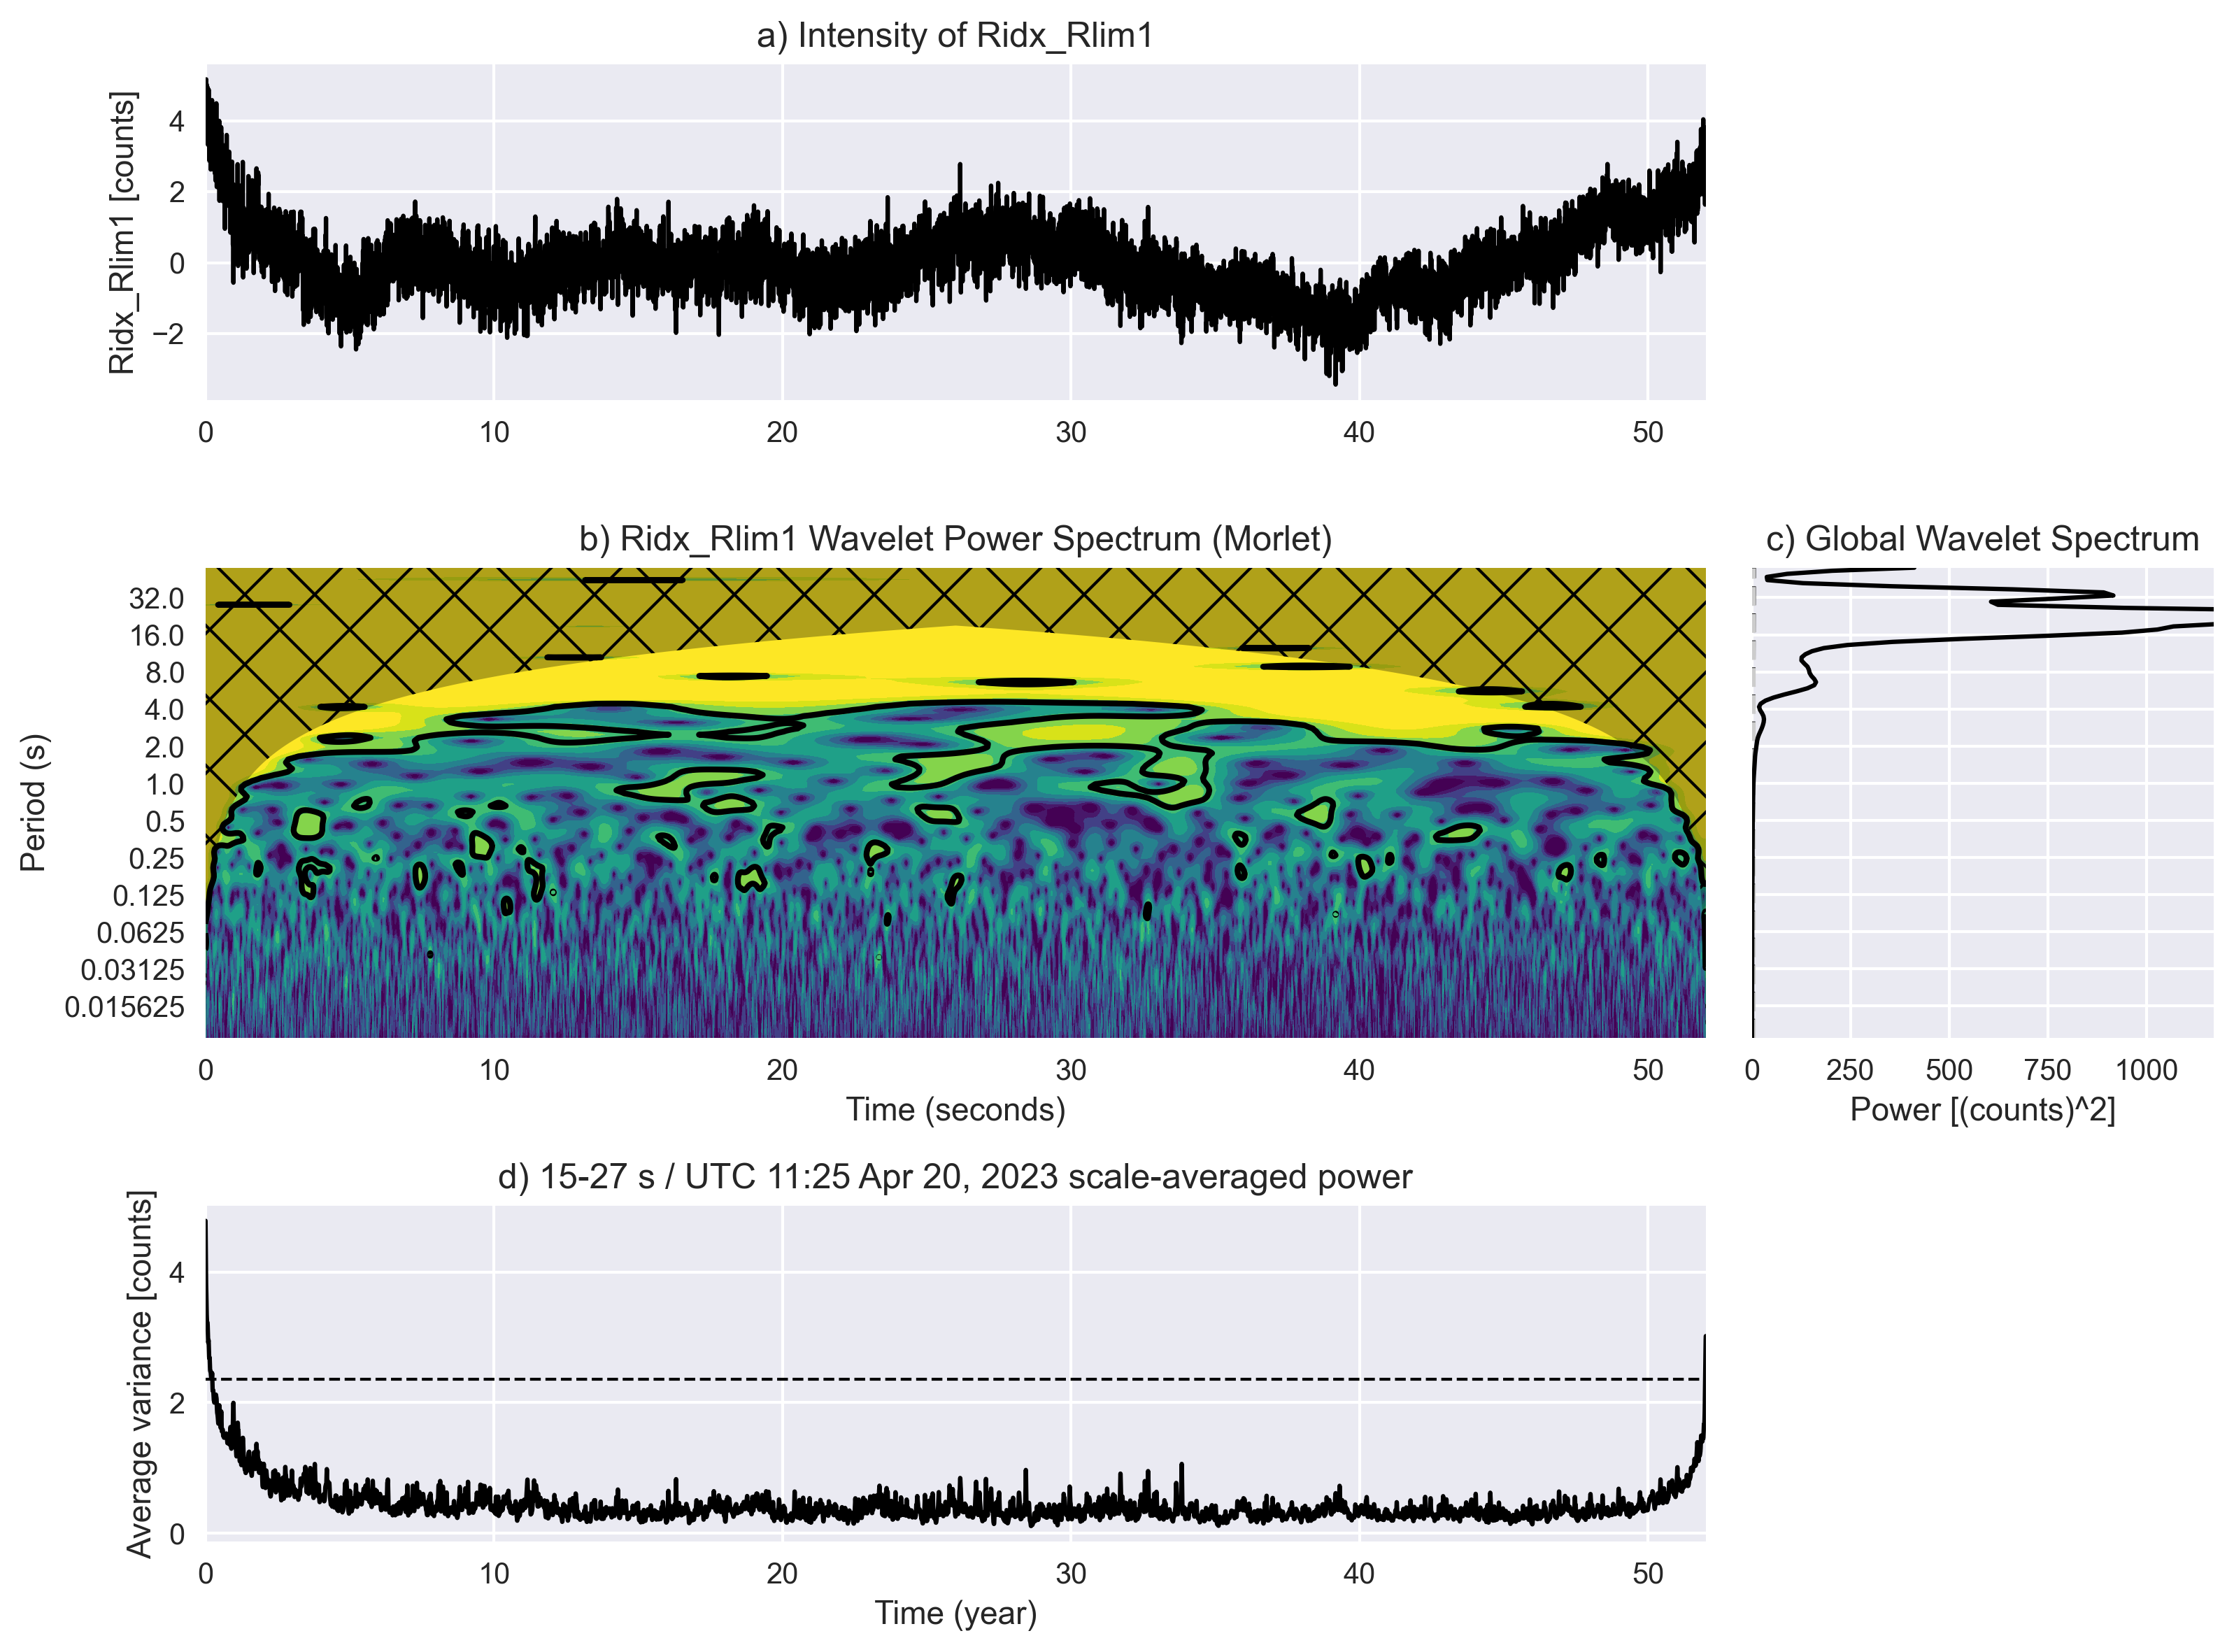 a) Intensity of Ridx_Rlim1
Ridx_Rlim1 [counts]
4
2
0
−2
0 10 20 30 40 50
b) Ridx_Rlim1 Wavelet Power Spectrum (Morlet)
Period (s)
32.0
16.0
8.0
4.0
2.0
1.0
0.5
0.25
0.125
0.0625
0.03125
0.015625
0 10 20 30 40 50
Time (seconds)
c) Global Wavelet Spectrum
0 250 500 750 1000
Power [(counts)^2]
d) 15-27 s / UTC 11:25 Apr 20, 2023 scale-averaged power
Average variance [counts]
4
2
0
0 10 20 30 40 50
Time (year)